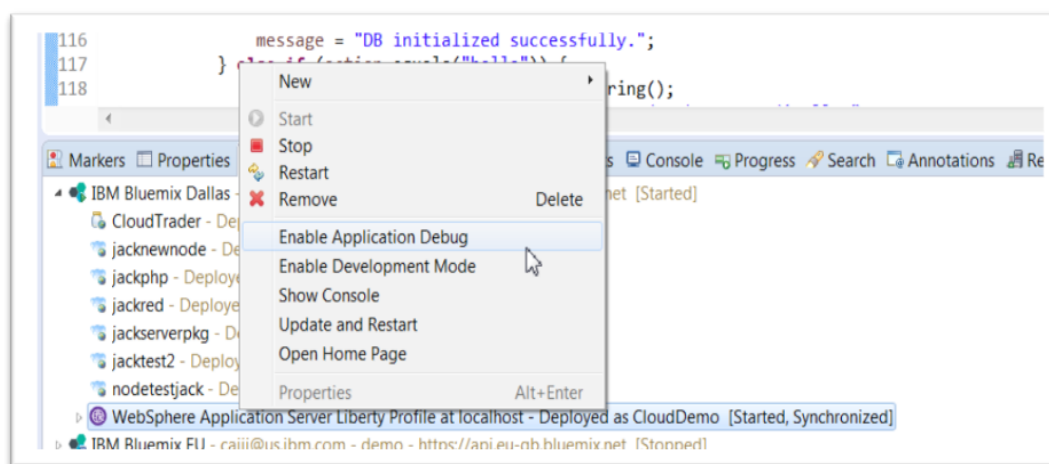 116 message = "DB initialized successfully.";
117 } else if (action.equals("hello")) {
118 ring();
Markers Properties s Console Progress Search Annotations Re
IBM Bluemix Dallas - net [Started]
CloudTrader - Dep
jacknewnode - De
jackphp - Deploye
jackred - Deploye
jackserverpkg - De
jacktest2 - Deploy
nodetestjack - De
WebSphere Application Server Liberty Profile at localhost - Deployed as CloudDemo [Started, Synchronized]
IBM Bluemix EU - caiji@us.ibm.com - demo - https://api.eu-gb.bluemix.net [Stopped]
New
Start
Stop
Restart
Remove Delete
Enable Application Debug
Enable Development Mode
Show Console
Update and Restart
Open Home Page
Properties Alt+Enter